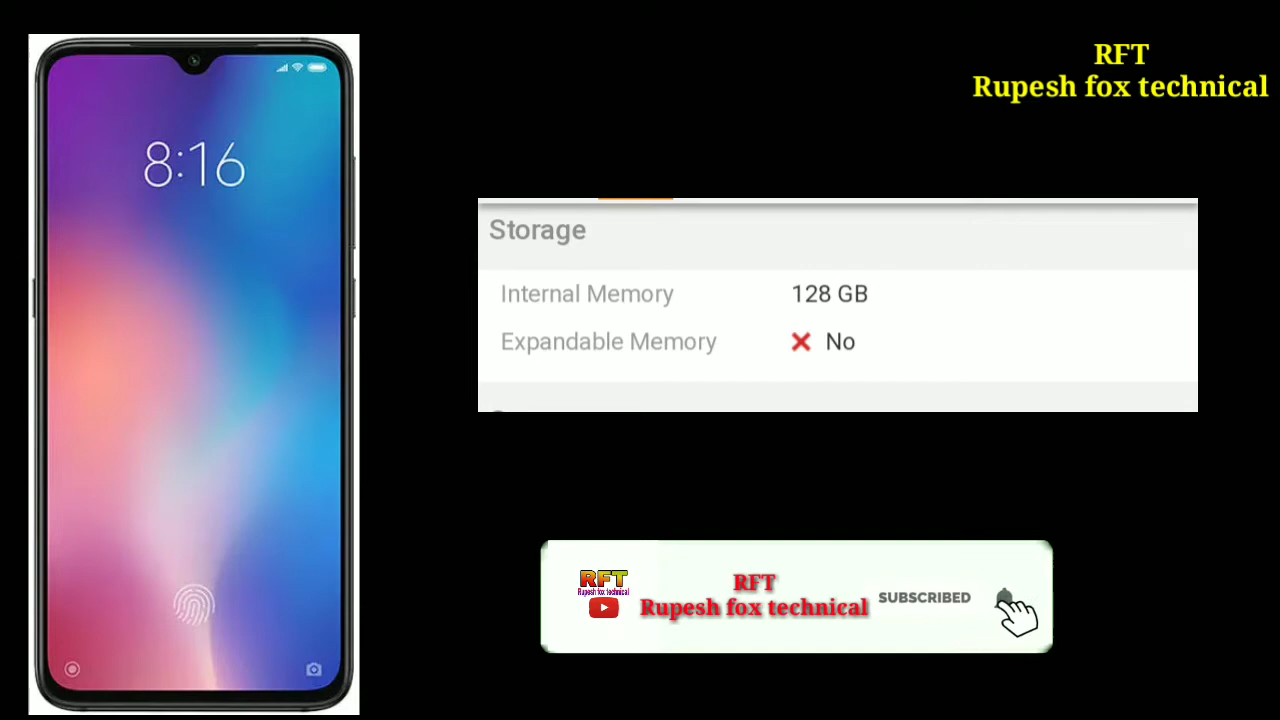 8:16
RFT
Rupesh fox technical
Storage
Internal Memory 128 GB
Expandable Memory No
RFT
Rupesh fox technical
RFT
Rupesh fox technical
SUBSCRIBED